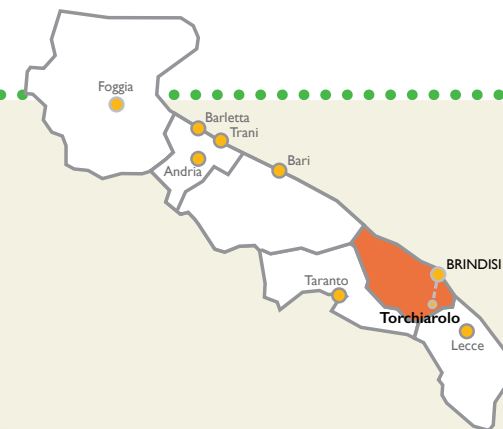 Foggia
Barletta
Trani
Andria
Bari
BRINDISI
Taranto
Torchiarolo
Lecce